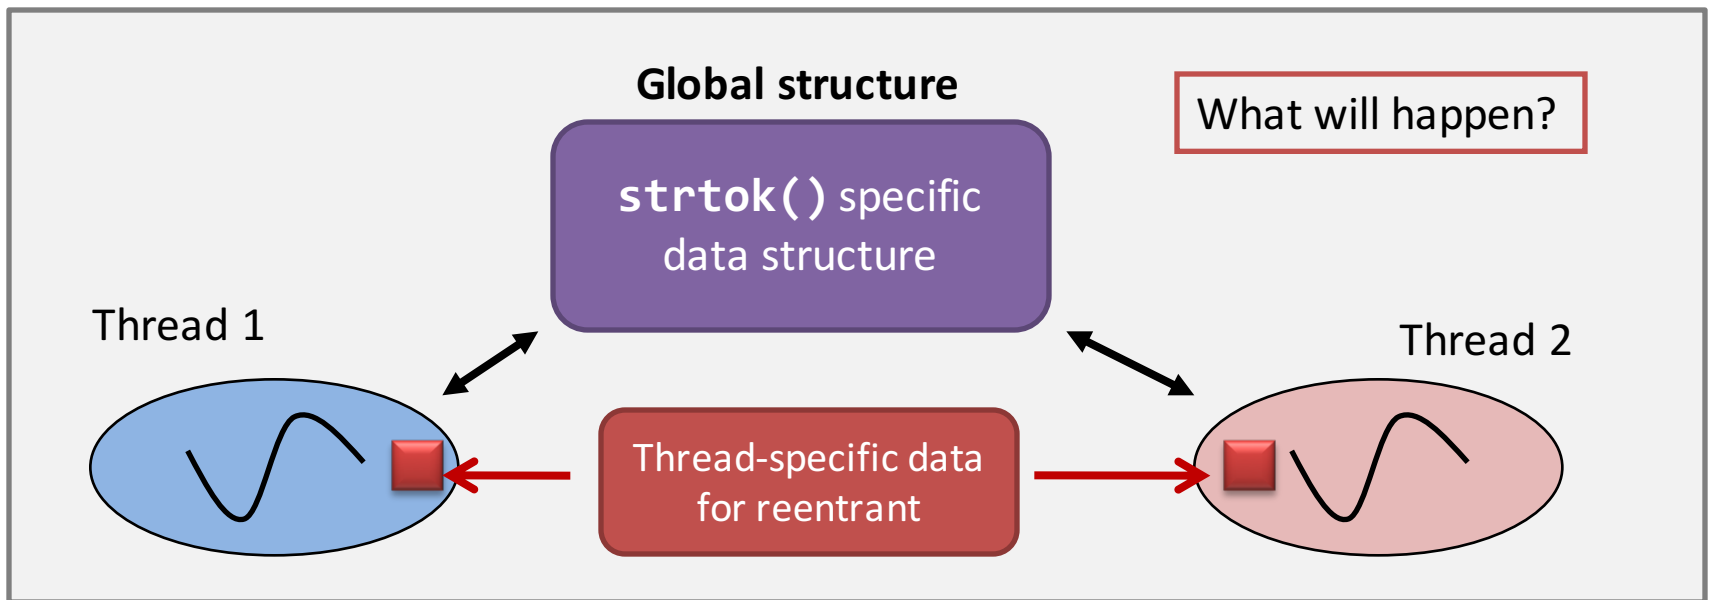 Global structure
What will happen?
strtok() specific
data structure
Thread 1
Thread 2
Thread-specific data
for reentrant